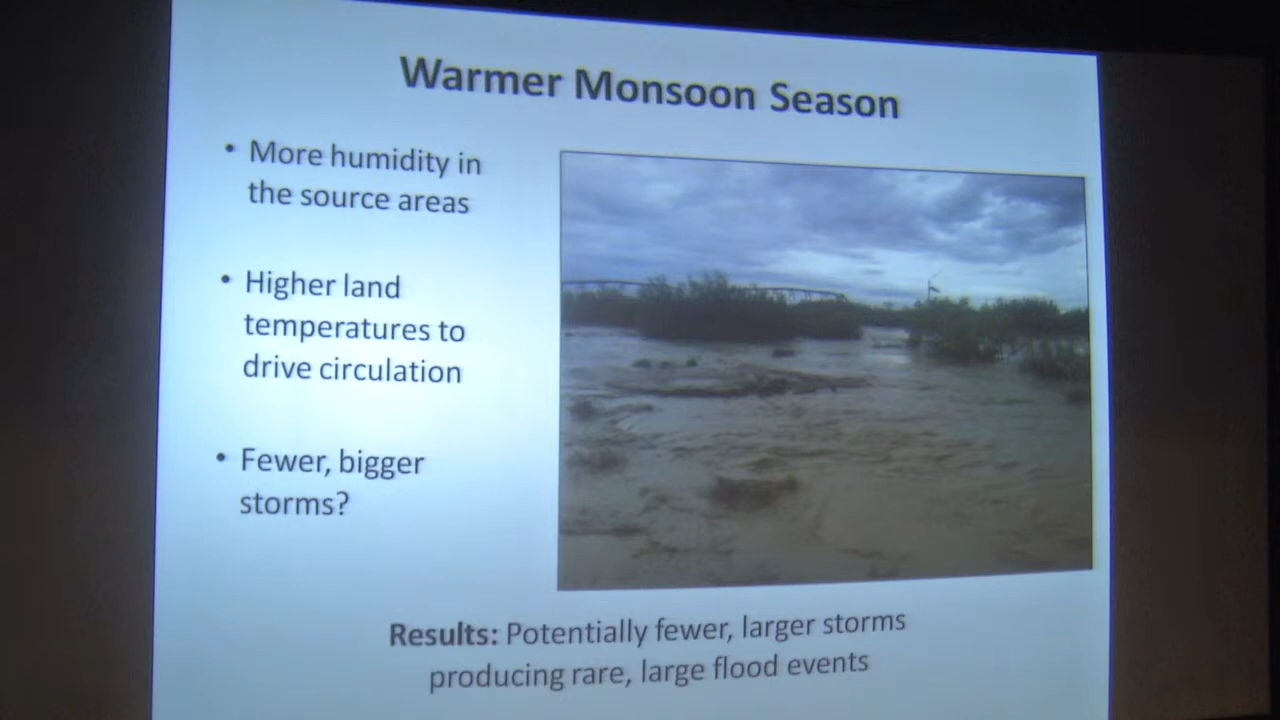 Warmer Monsoon Season
• More humidity in
the source areas
• Higher land
temperatures to
drive circulation
• Fewer, bigger
storms?
Results: Potentially fewer, larger storms
producing rare, large flood events